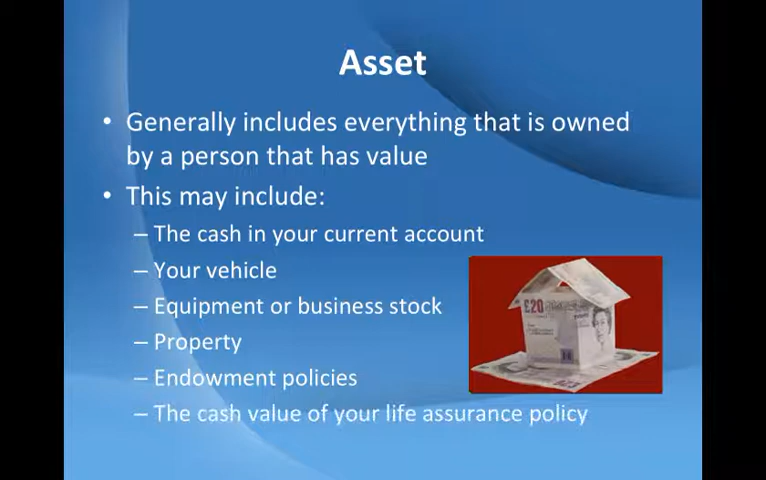 Asset
• Generally includes everything that is owned
by a person that has value
• This may include:
– The cash in your current account
– Your vehicle
– Equipment or business stock
– Property
– Endowment policies
– The cash value of your life assurance policy
£20